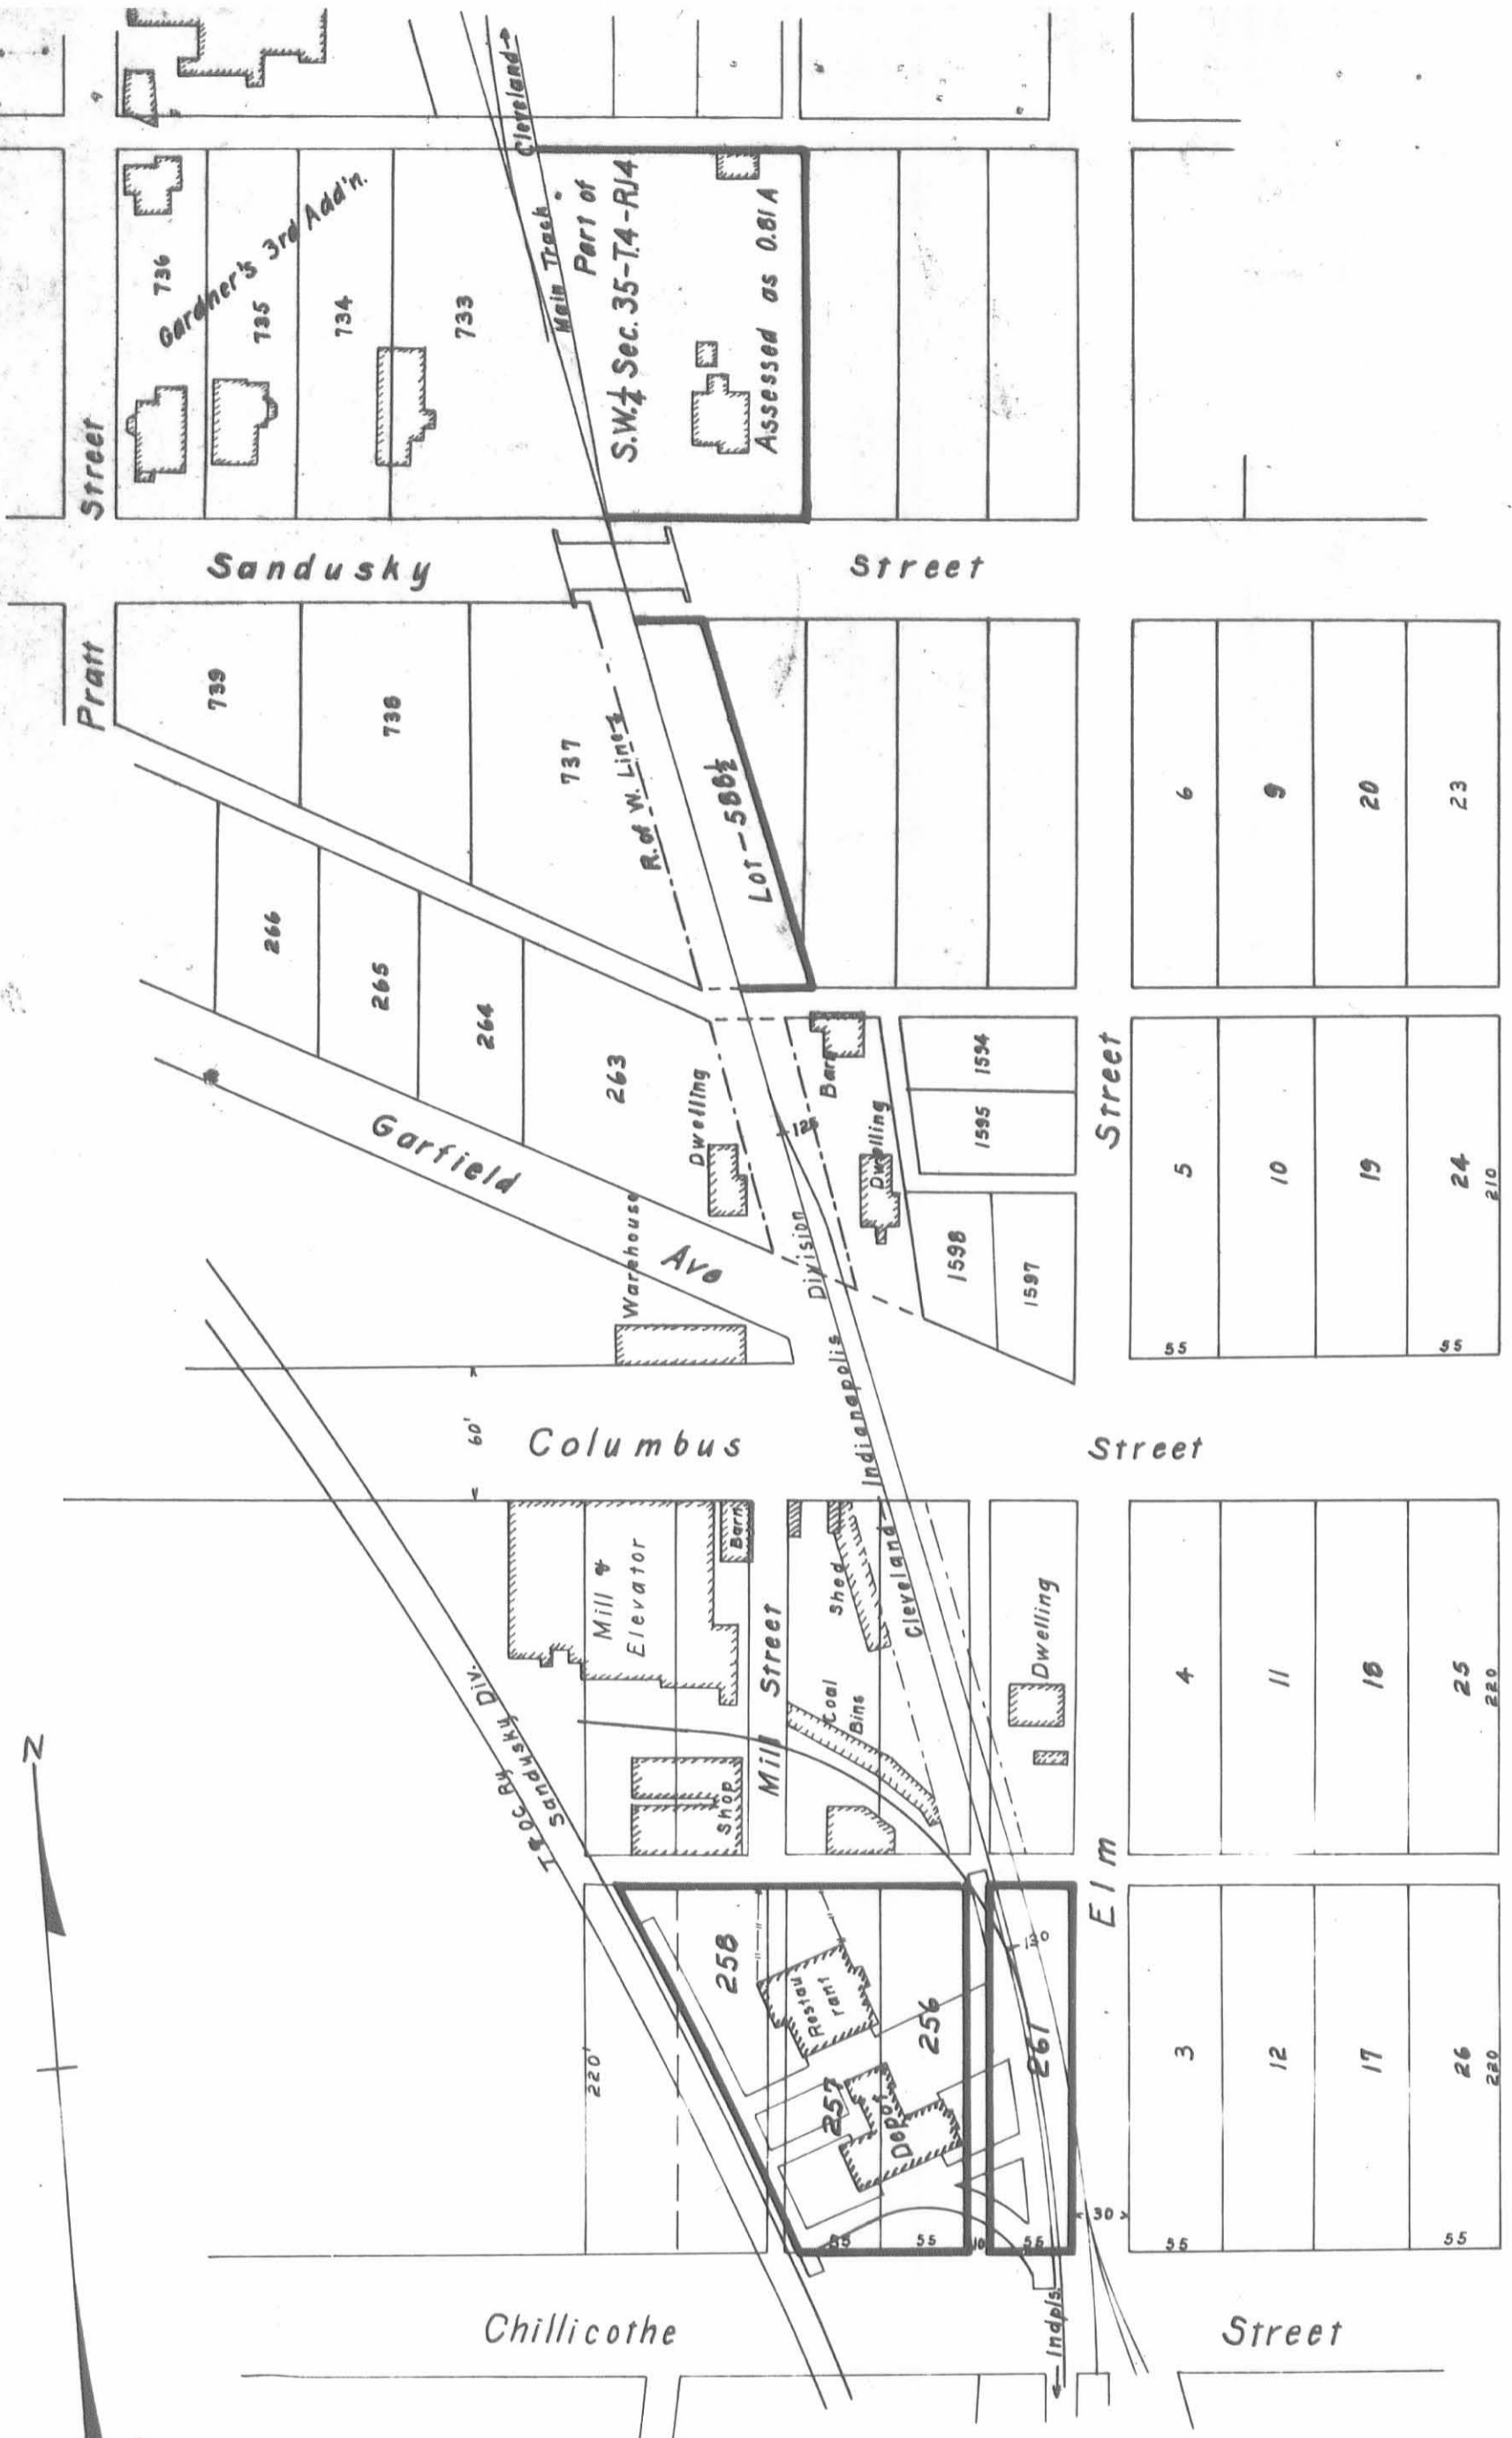 Cleveland→
Main Track
Part of
S.W.¼ Sec. 35-T.4-R14
Assessed as 0.81 A
Gardner's 3rd Add'n.
736
735
734
733
Street
Pratt
Sandusky
Street
739
738
737
R. of W. Line
LOT-588½
6
9
20
23
266
265
264
263
Garfield
Ave
Dwelling
Barn
Dwelling
1594
1595
1598
1597
Street
5
10
19
24
210
55
55
Warehouse
Division
Indianapolis
Cleveland
60'
Columbus
Street
Mill &
Elevator
Barn
Mill Street
Shed
Coal
Bins
Shop
Dwelling
T&OC Ry
Sandusky Div.
N
4
11
18
25
220
Elm
258
256
257
261
Restau
rant
Depot
220'
55
55
10
55
30
3
12
17
26
220
55
55
Chillicothe
Street
←Indpls.